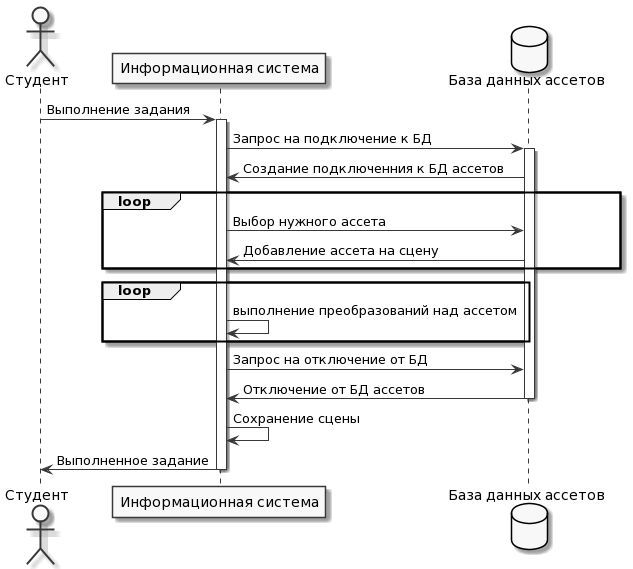 Студент
Информационная система
База данных ассетов
Выполнение задания
Запрос на подключение к БД
Создание подключенния к БД ассетов
loop
Выбор нужного ассета
Добавление ассета на сцену
loop
выполнение преобразований над ассетом
Запрос на отключение от БД
Отключение от БД ассетов
Сохранение сцены
Выполненное задание
Студент
Информационная система
База данных ассетов